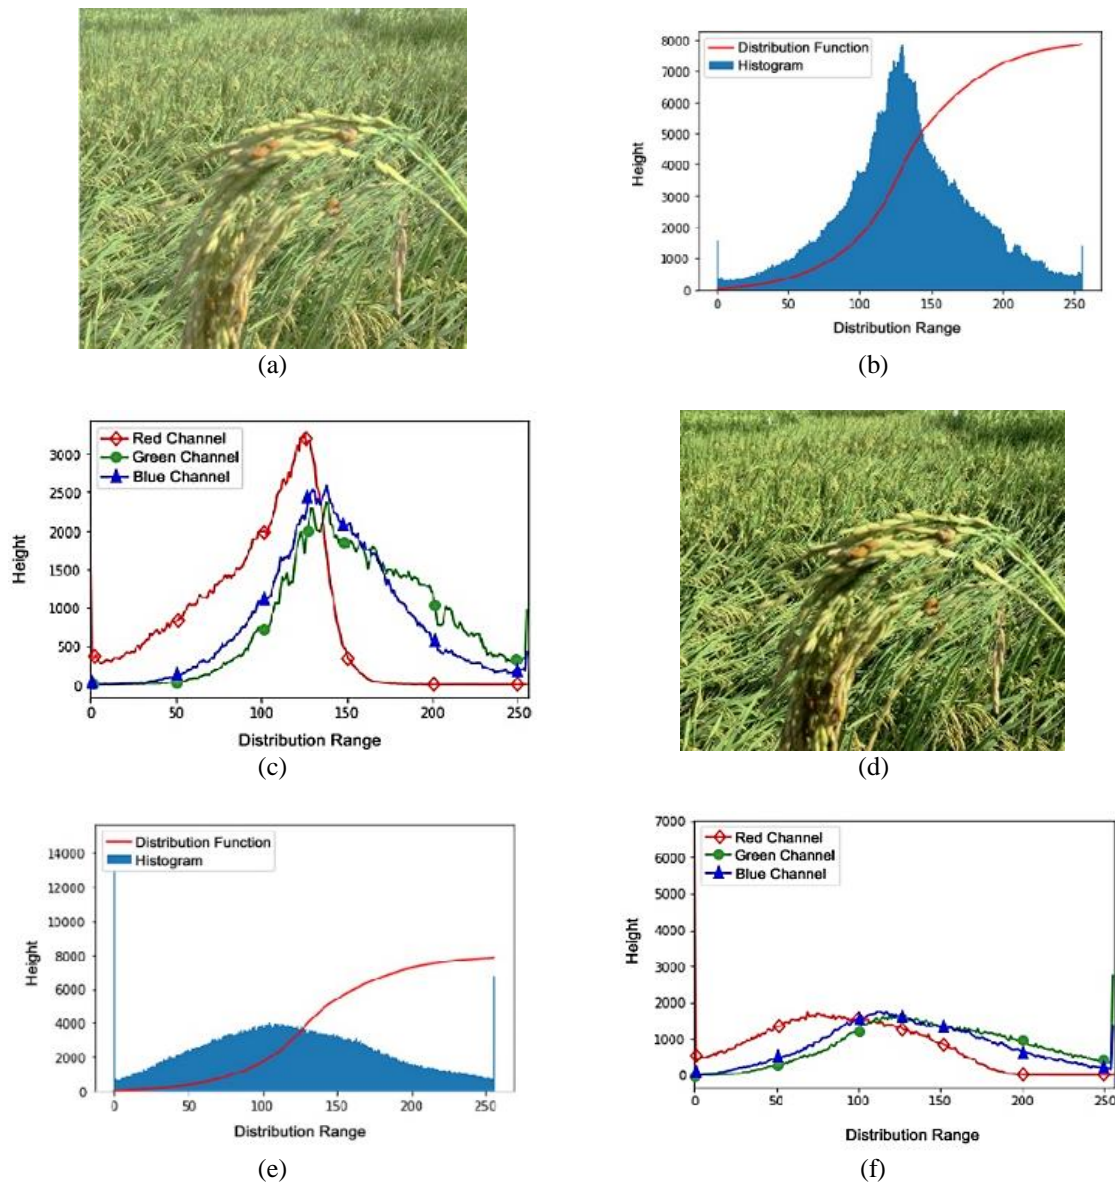 Distribution Function
Histogram
8000
7000
6000
5000
4000
3000
2000
1000
0
Height
0 50 100 150 200 250
Distribution Range
(a)
(b)
Red Channel
Green Channel
Blue Channel
3000
2500
2000
1500
1000
500
0
Height
0 50 100 150 200 250
Distribution Range
(c)
(d)
Distribution Function
Histogram
14000
12000
10000
8000
6000
4000
2000
0
Height
0 50 100 150 200 250
Distribution Range
(e)
Red Channel
Green Channel
Blue Channel
7000
6000
5000
4000
3000
2000
1000
0
Height
0 50 100 150 200 250
Distribution Range
(f)